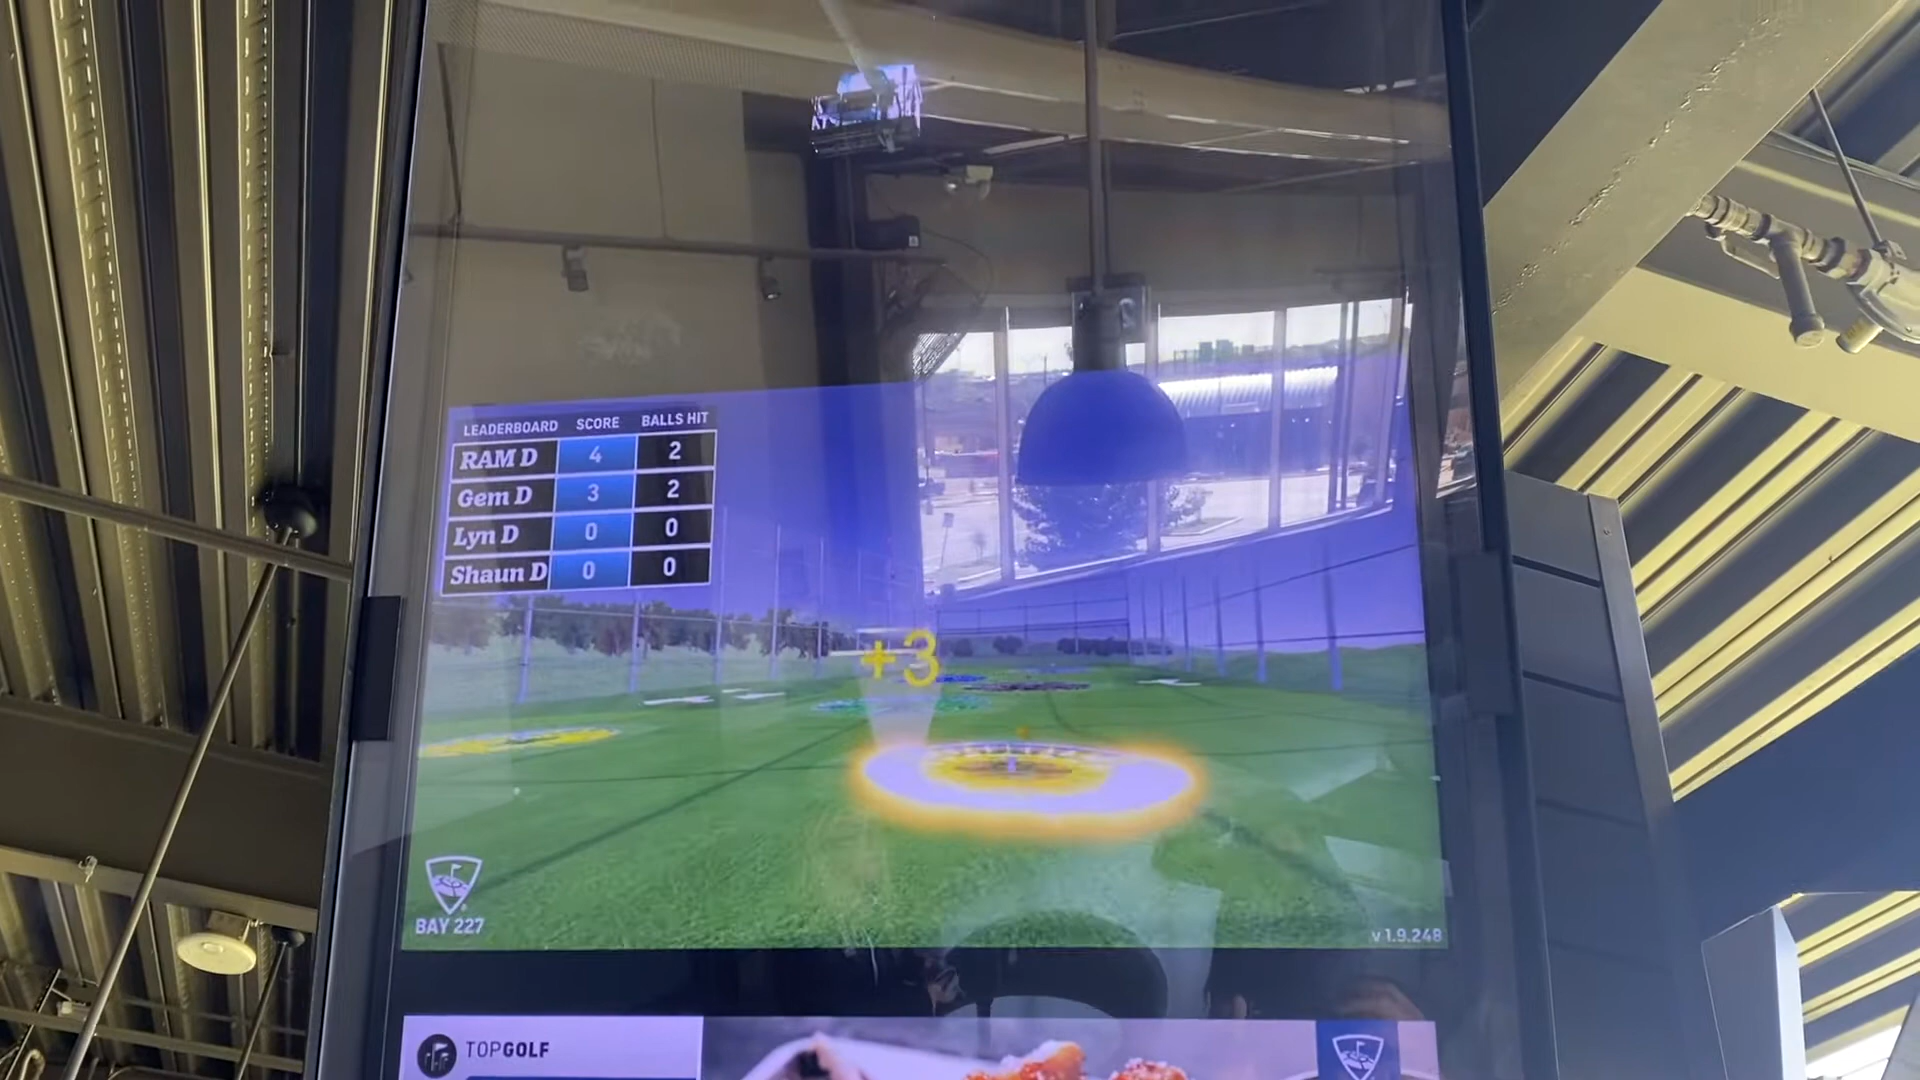 LEADERBOARD SCORE BALLS HIT
RAM D 4 2
Gem D 3 2
Lyn D 0 0
Shaun D 0 0
+3
BAY 227
v 1.9.248
TOPGOLF